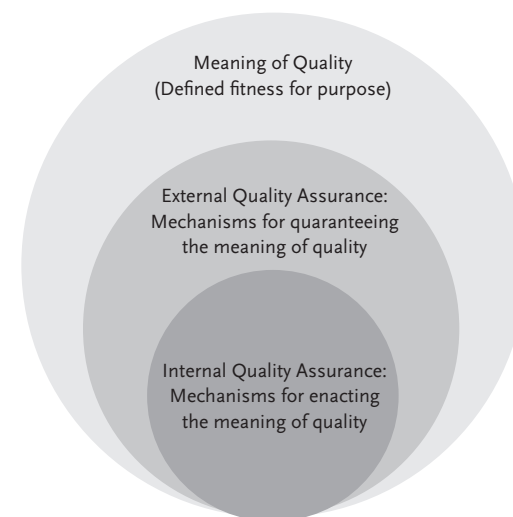 Meaning of Quality
(Defined fitness for purpose)
External Quality Assurance:
Mechanisms for quaranteeing
the meaning of quality
Internal Quality Assurance:
Mechanisms for enacting
the meaning of quality